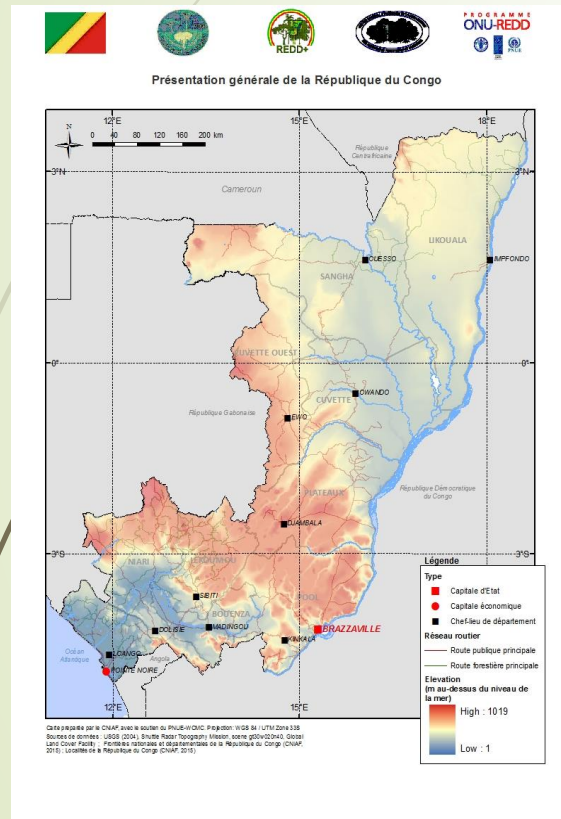 REDD+
PROGRAMME
ONU-REDD
PNUE
Présentation générale de la République du Congo
12°E
15°E
18°E
N
0 40 80 120 160 200 km
République
Centrafricaine
3°N
3°N
Cameroun
LIKOUALA
OUESSO
IMPFONDO
SANGHA
CUVETTE OUEST
0°
0°
OWANDO
CUVETTE
République Gabonaise
EWO
PLATEAUX
République Démocratique
du Congo
DJAMBALA
3°S
3°S
NIARI
LEKOUMOU
SIBITI
POOL
BOUENZA
DOLISIE
MADINGOU
BRAZZAVILLE
KINKALA
Océan
Atlantique
LOANGO
Angola
POINTE NOIRE
12°E
15°E
Légende
Type
Capitale d'Etat
Capitale économique
Chef-lieu de département
Réseau routier
Route publique principale
Route forestière principale
Elevation
(m au-dessus du niveau de
la mer)
High : 1019
Low : 1
Carte préparée par le CNIAF, avec le soutien du PNUE-WCMC. Projection: WGS 84 / UTM Zone 33S
Sources de données : USGS (2004), Shuttle Radar Topography Mission, scene gt30w020n40, Global
Land Cover Facility ; Frontières nationales et départementales de la République du Congo (CNIAF,
2015) ; Localités de la République du Congo (CNIAF, 2013)